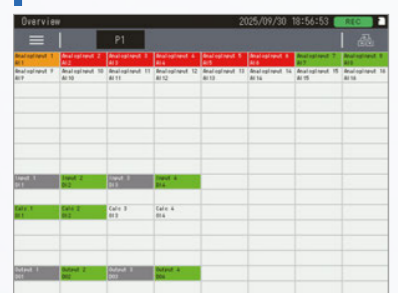 Overview 2025/09/30 18:56:53 REC
P1
Analoginput 1 Analoginput 2 Analoginput 3 Analoginput 4 Analoginput 5 Analoginput 6 Analoginput 7 Analoginput 8
AI1 AI2 AI3 AI4 AI5 AI6 AI7 AI8
Analoginput 9 Analoginput 10 Analoginput 11 Analoginput 12 Analoginput 13 Analoginput 14 Analoginput 15 Analoginput 16
AI9 AI10 AI11 AI12 AI13 AI14 AI15 AI16
Input 1 Input 2 Input 3 Input 4
DI1 DI2 DI3 DI4
Calc 1 Calc 2 Calc 3 Calc 4
Output 1 Output 2 Output 3 Output 4
DO1 DO2 DO3 DO4